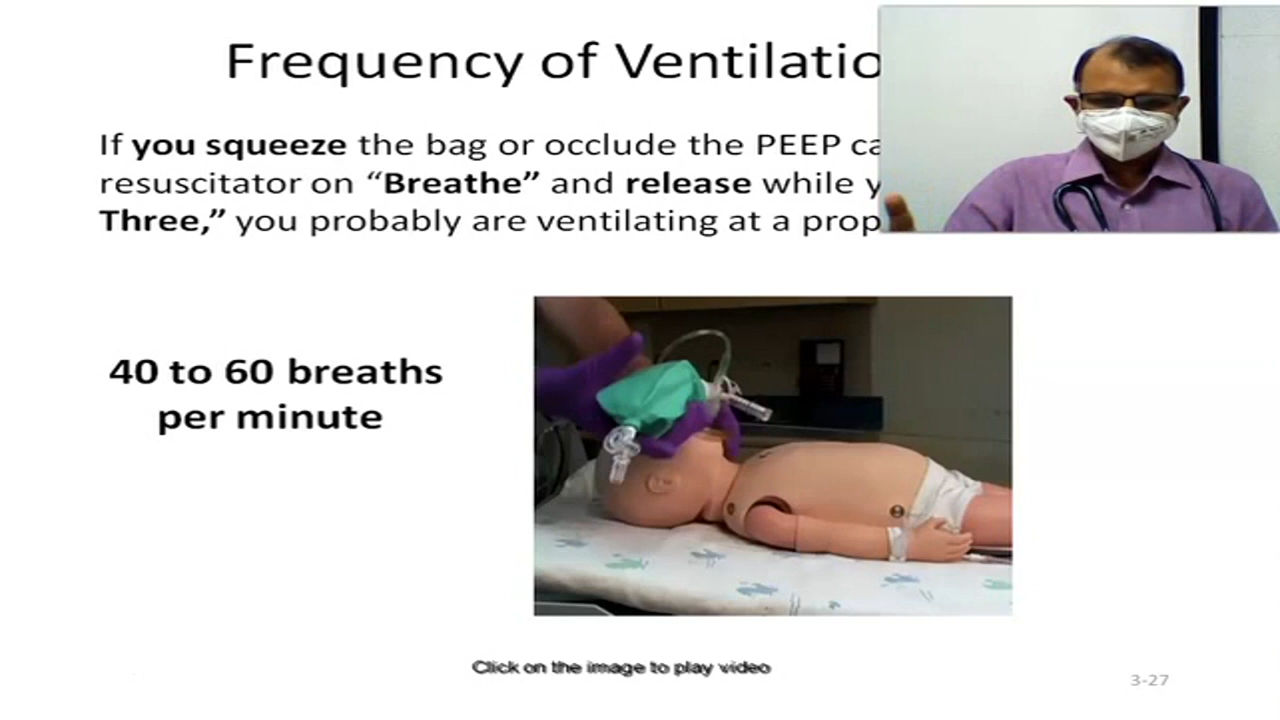 Frequency of Ventilatio
If you squeeze the bag or occlude the PEEP ca
resuscitator on “Breathe” and release while y
Three,” you probably are ventilating at a prop
40 to 60 breaths
per minute
Click on the image to play video
3-27